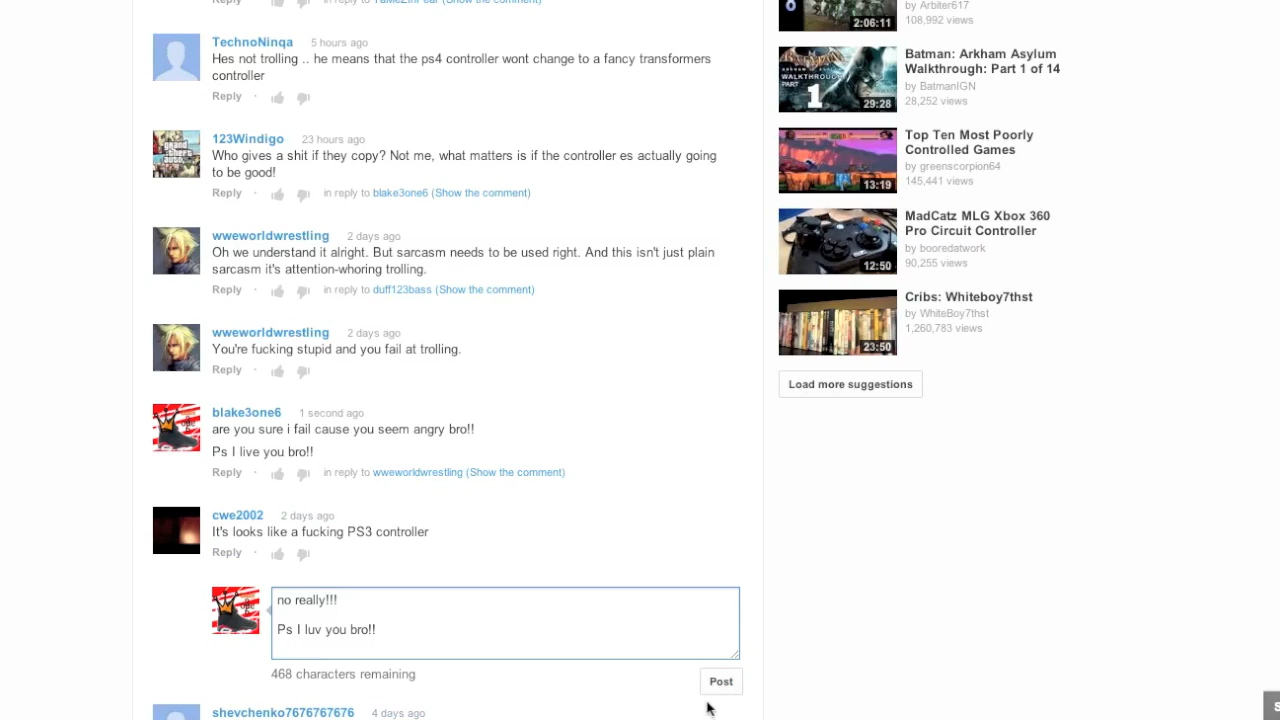 in reply to YaMeZinFear (Show the comment)
TechnoNinqa 5 hours ago
Hes not trolling .. he means that the ps4 controller wont change to a fancy transformers
controller
Reply ·
123Windigo 23 hours ago
Who gives a shit if they copy? Not me, what matters is if the controller es actually going
to be good!
Reply · in reply to blake3one6 (Show the comment)
wweworldwrestling 2 days ago
Oh we understand it alright. But sarcasm needs to be used right. And this isn't just plain
sarcasm it's attention-whoring trolling.
Reply · in reply to duff123bass (Show the comment)
wweworldwrestling 2 days ago
You're fucking stupid and you fail at trolling.
Reply ·
blake3one6 1 second ago
are you sure i fail cause you seem angry bro!!
Ps I live you bro!!
Reply · in reply to wweworldwrestling (Show the comment)
cwe2002 2 days ago
It's looks like a fucking PS3 controller
Reply ·
no really!!!
Ps I luv you bro!!
468 characters remaining
Post
shevchenko7676767676 4 days ago
by Arbiter617
108,992 views
2:06:11
Batman: Arkham Asylum
Walkthrough: Part 1 of 14
by BatmanIGN
28,252 views
WALKTHROUGH
PART
1
29:28
Top Ten Most Poorly
Controlled Games
by greenscorpion64
145,441 views
13:19
MadCatz MLG Xbox 360
Pro Circuit Controller
by booredatwork
90,255 views
12:50
Cribs: Whiteboy7thst
by WhiteBoy7thst
1,260,783 views
23:50
Load more suggestions